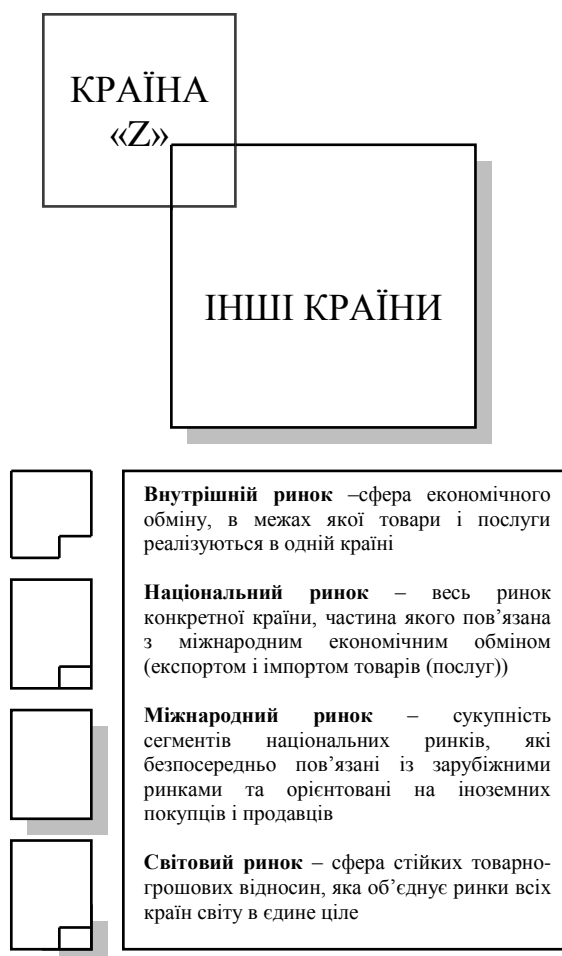 КРАЇНА
«Z»
ІНШІ КРАЇНИ
Внутрішній ринок –сфера економічного
обміну, в межах якої товари і послуги
реалізуються в одній країні
Національний ринок – весь ринок
конкретної країни, частина якого пов’язана
з міжнародним економічним обміном
(експортом і імпортом товарів (послуг))
Міжнародний ринок – сукупність
сегментів національних ринків, які
безпосередньо пов’язані із зарубіжними
ринками та орієнтовані на іноземних
покупців і продавців
Світовий ринок – сфера стійких товарно-
грошових відносин, яка об’єднує ринки всіх
країн світу в єдине ціле